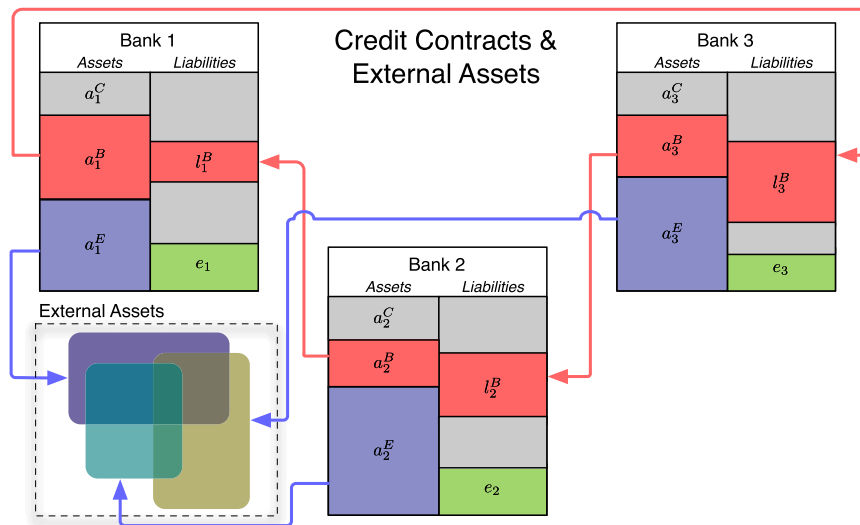 Credit Contracts &
External Assets
Bank 1
Assets Liabilities
a_1^C
a_1^B l_1^B
a_1^E
e_1
Bank 3
Assets Liabilities
a_3^C
a_3^B
l_3^B
a_3^E
e_3
Bank 2
Assets Liabilities
a_2^C
a_2^B
l_2^B
a_2^E
e_2
External Assets